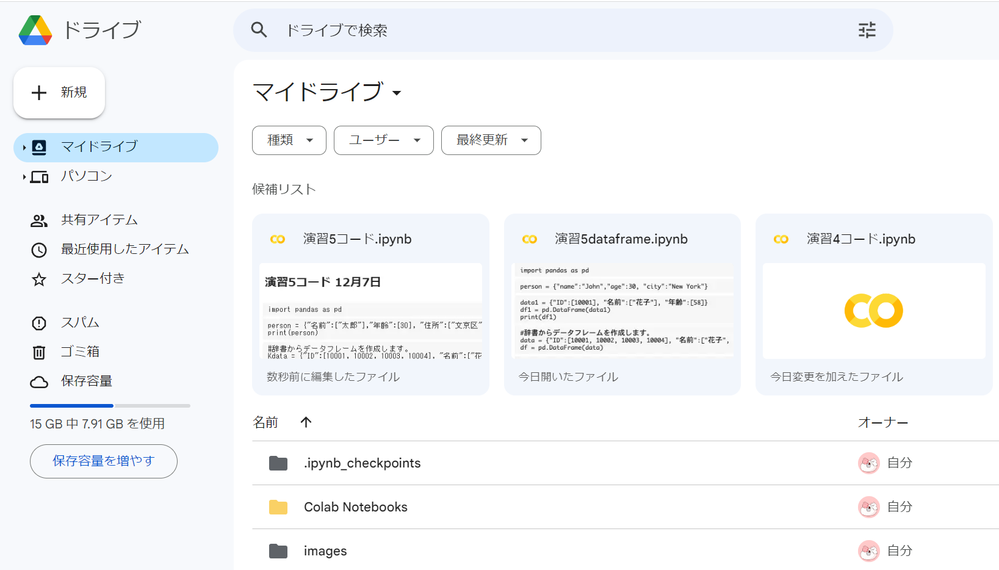 ドライブ
ドライブで検索
新規
マイドライブ
パソコン
共有アイテム
最近使用したアイテム
スター付き
スパム
ゴミ箱
保存容量
15 GB 中 7.91 GB を使用
保存容量を増やす
マイドライブ
種類
ユーザー
最終更新
候補リスト
演習5コード.ipynb
演習5コード 12月7日
import pandas as pd
person = {"名前":["太郎"],"年齢":[30], "住所":["文京区"
print(person)
#辞書からデータフレームを作成します。
Kdata = {"ID":[10001, 10002, 10003, 10004], "名前":["花
数秒前に編集したファイル
演習5dataframe.ipynb
import pandas as pd
person = {"name":"John","age":30, "city":"New York"}
data1 = {"ID":[10001], "名前":["花子"], "年齢":[58]}
df1 = pd.DataFrame(data1)
print(df1)
#辞書からデータフレームを作成します。
data = {"ID":[10001, 10002, 10003, 10004], "名前":["花子",
df = pd.DataFrame(data)
今日開いたファイル
演習4コード.ipynb
今日変更を加えたファイル
名前
オーナー
.ipynb_checkpoints
自分
Colab Notebooks
自分
images
自分